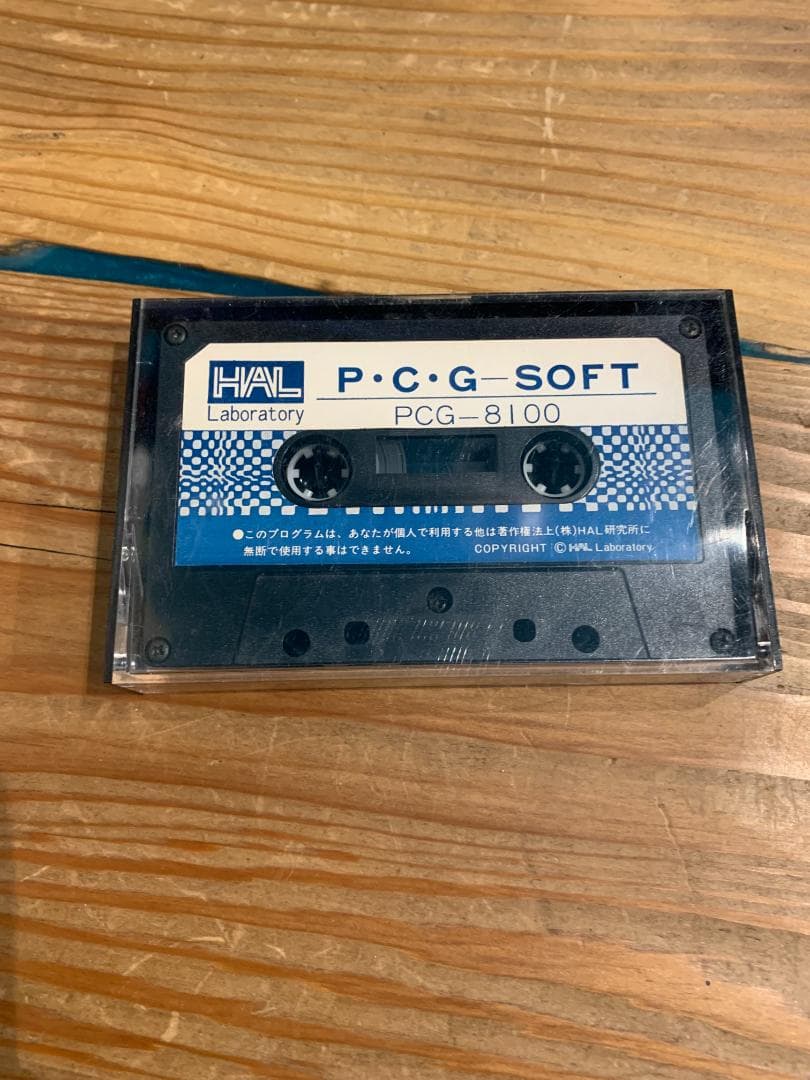 HAL
Laboratory
P・C・G－SOFT
PCG－8100
●このプログラムは、あなたが個人で利用する他は著作権法上(株)HAL研究所に
無断で使用する事はできません。 COPYRIGHT © HAL Laboratory